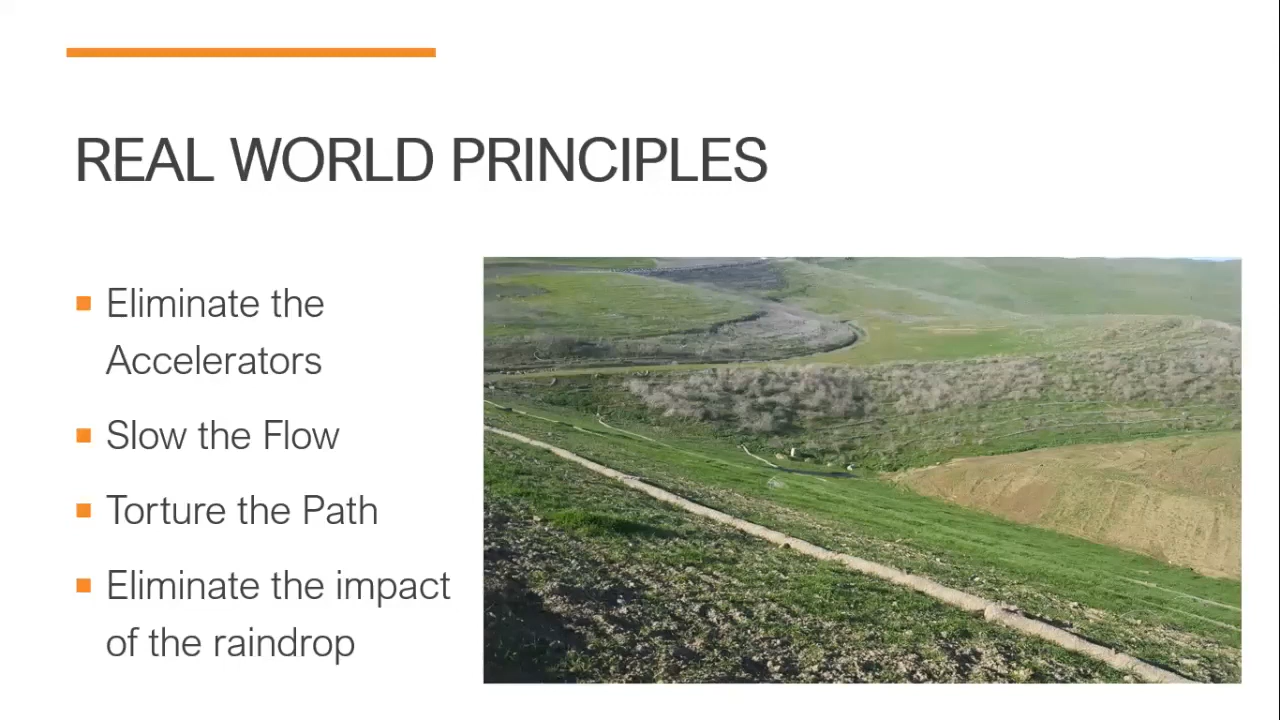 REAL WORLD PRINCIPLES
Eliminate the
Accelerators
Slow the Flow
Torture the Path
Eliminate the impact
of the raindrop